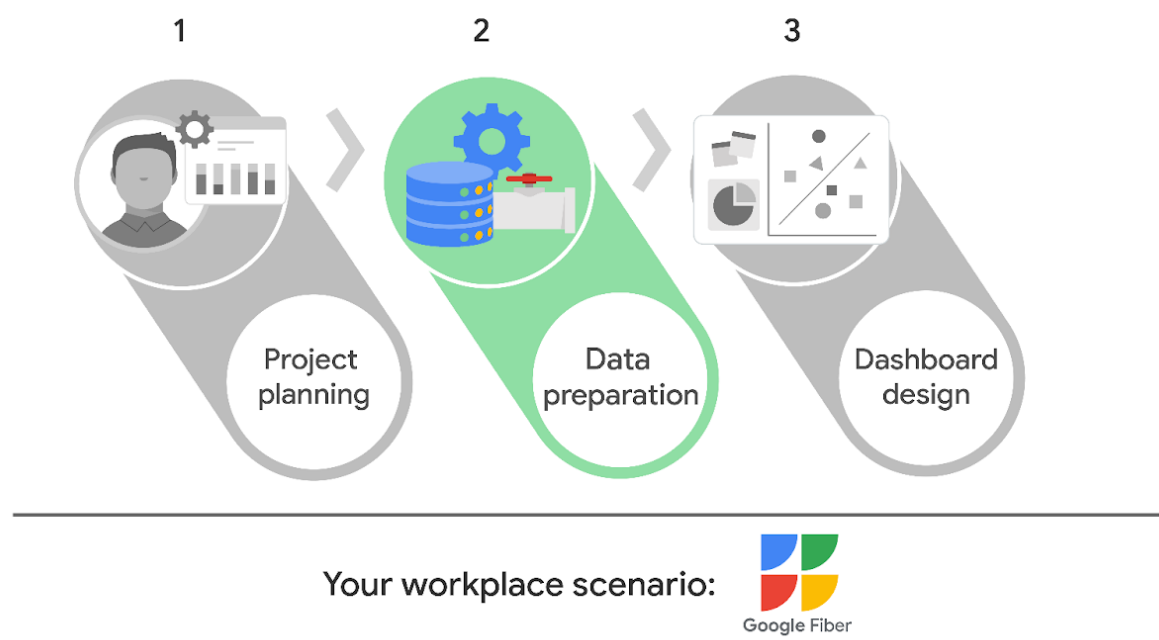 1
2
3
Project
planning
Data
preparation
Dashboard
design
Your workplace scenario:
Google Fiber